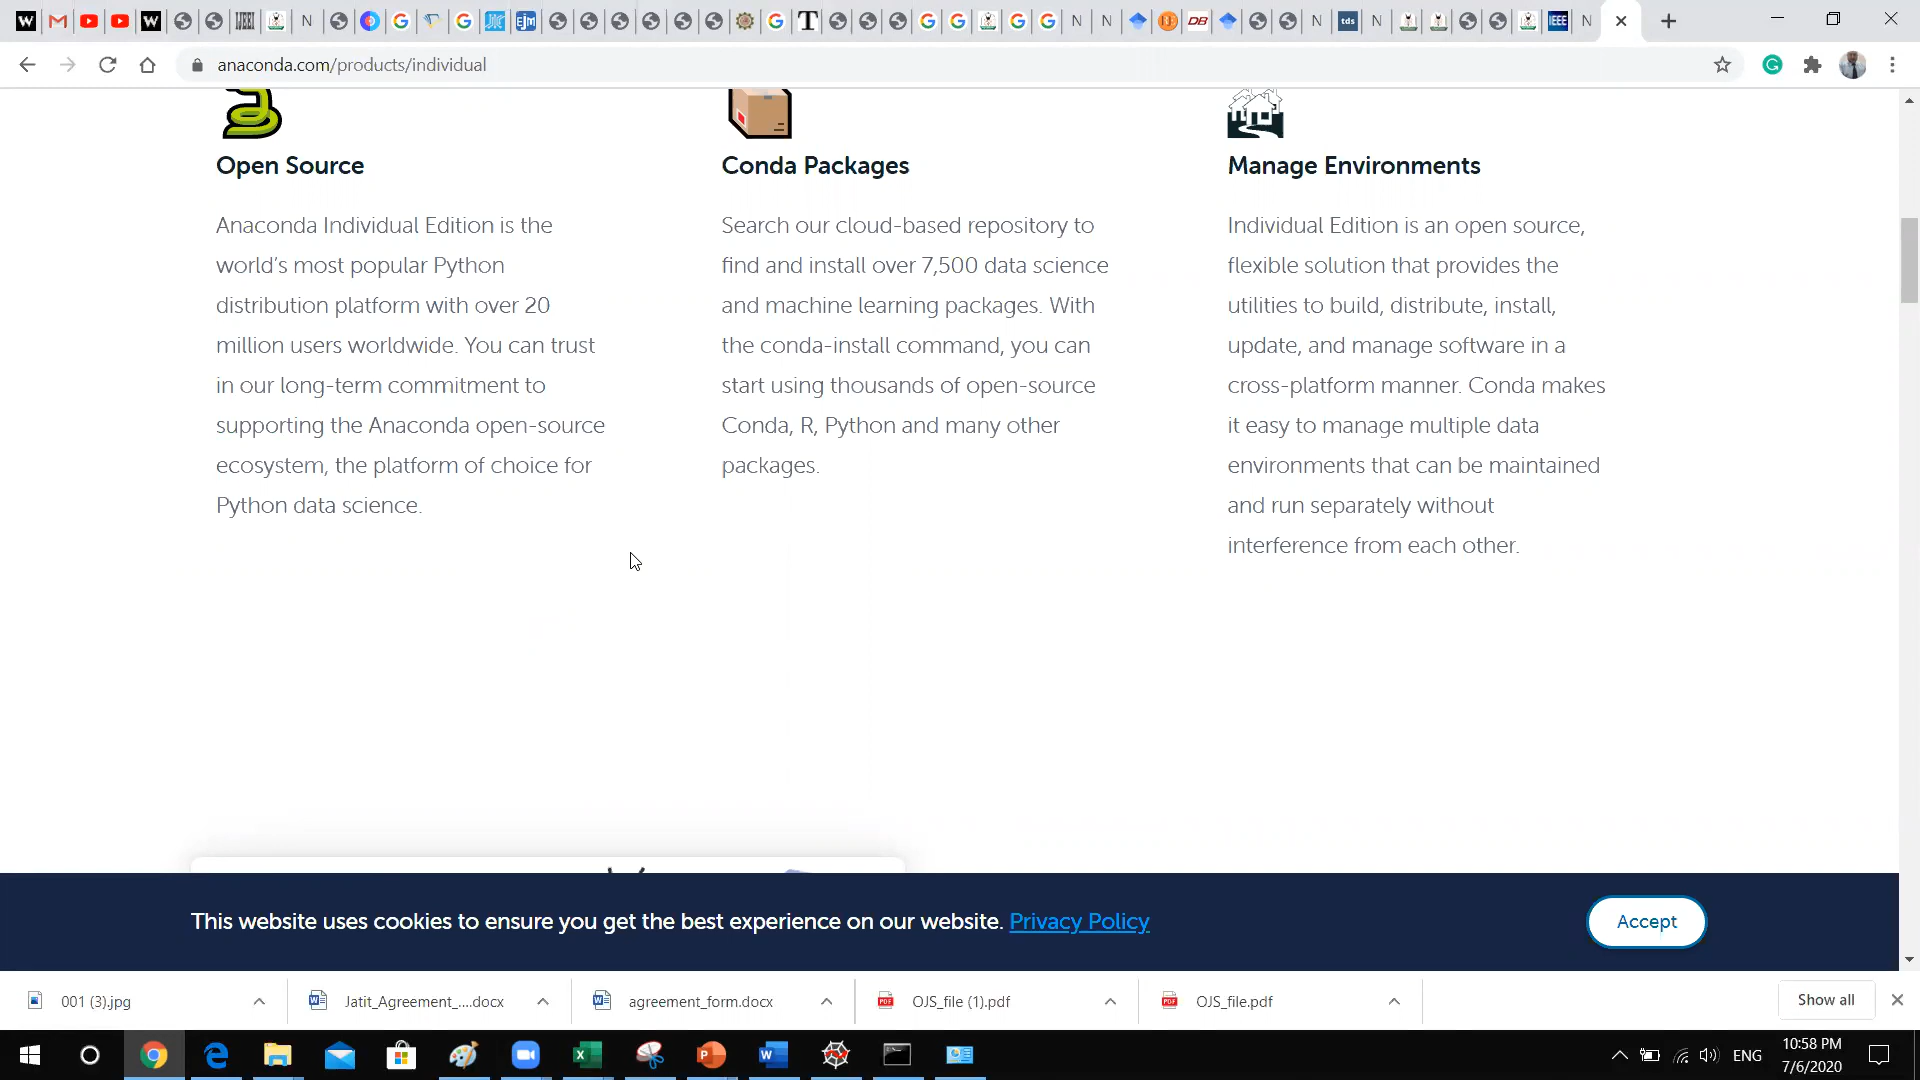 anaconda.com/products/individual
Open Source
Anaconda Individual Edition is the
world's most popular Python
distribution platform with over 20
million users worldwide. You can trust
in our long-term commitment to
supporting the Anaconda open-source
ecosystem, the platform of choice for
Python data science.
Conda Packages
Search our cloud-based repository to
find and install over 7,500 data science
and machine learning packages. With
the conda-install command, you can
start using thousands of open-source
Conda, R, Python and many other
packages.
Manage Environments
Individual Edition is an open source,
flexible solution that provides the
utilities to build, distribute, install,
update, and manage software in a
cross-platform manner. Conda makes
it easy to manage multiple data
environments that can be maintained
and run separately without
interference from each other.
This website uses cookies to ensure you get the best experience on our website. Privacy Policy
Accept
001 (3).jpg
Jatit_Agreement_....docx
agreement_form.docx
OJS_file (1).pdf
OJS_file.pdf
Show all
ENG
10:58 PM
7/6/2020